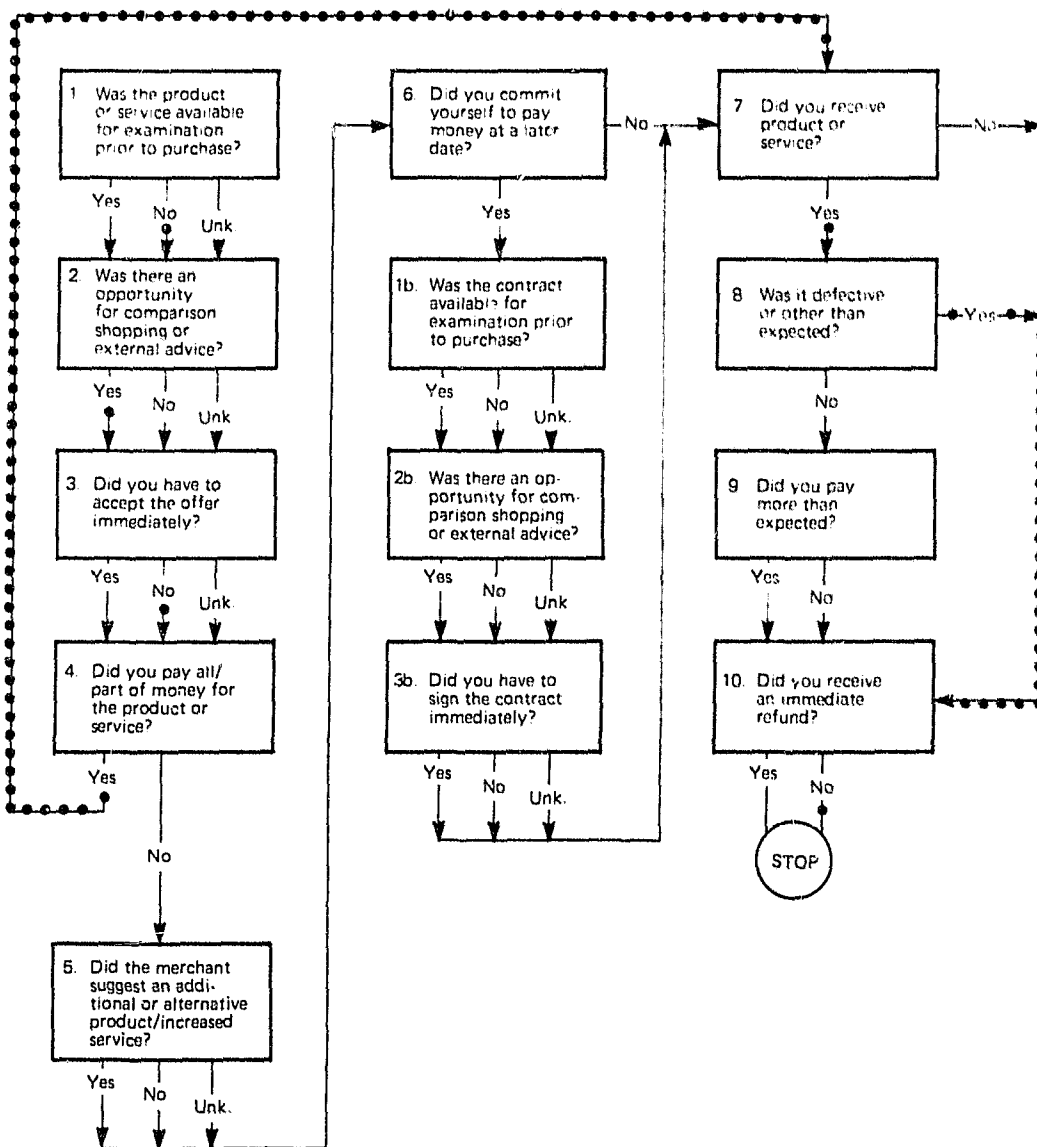 1. Was the product
or service available
for examination
prior to purchase?
Yes
No
Unk.
2. Was there an
opportunity
for comparison
shopping or
external advice?
Yes
No
Unk
3. Did you have to
accept the offer
immediately?
Yes
No
Unk.
4. Did you pay all/
part of money for
the product or
service?
Yes
No
5. Did the merchant
suggest an addi-
tional or alternative
product/increased
service?
Yes
No
Unk.
6. Did you commit
yourself to pay
money at a later
date?
No
Yes
1b. Was the contract
available for
examination prior
to purchase?
Yes
No
Unk.
2b. Was there an op-
portunity for com-
parison shopping
or external advice?
Yes
No
Unk
3b. Did you have to
sign the contract
immediately?
Yes
No
Unk.
7 Did you receive
product or
service?
No
Yes
8 Was it defective
or other than
expected?
Yes
No
9 Did you pay
more than
expected?
Yes
No
10. Did you receive
an immediate
refund?
Yes
No
STOP